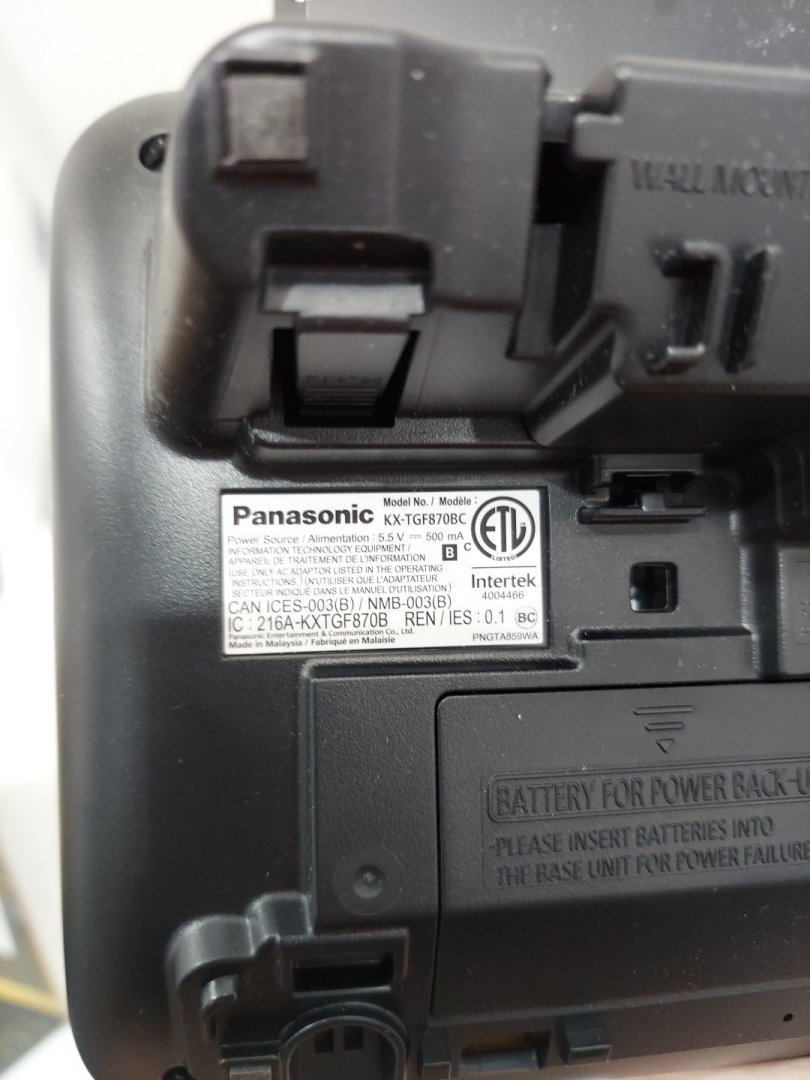 WALL MOUNT
Panasonic
Model No. / Modèle :
KX-TGF870BC
Power Source / Alimentation : 5.5 V ⎓ 500 mA
INFORMATION TECHNOLOGY EQUIPMENT /
APPAREIL DE TRAITEMENT DE L'INFORMATION
(USE ONLY AC ADAPTOR LISTED IN THE OPERATING
INSTRUCTIONS.) (N'UTILISER QUE L'ADAPTATEUR
SECTEUR INDIQUÉ DANS LE MANUEL D'UTILISATION.)
CAN ICES-003(B) / NMB-003(B)
IC : 216A-KXTGF870B REN / IES : 0.1
Panasonic Entertainment & Communication Co., Ltd.
Made in Malaysia / Fabriqué en Malaisie
B
C
ETL
LISTED
Intertek
4004466
BC
PNGTA859WA
BATTERY FOR POWER BACK-U
-PLEASE INSERT BATTERIES INTO
THE BASE UNIT FOR POWER FAILURE